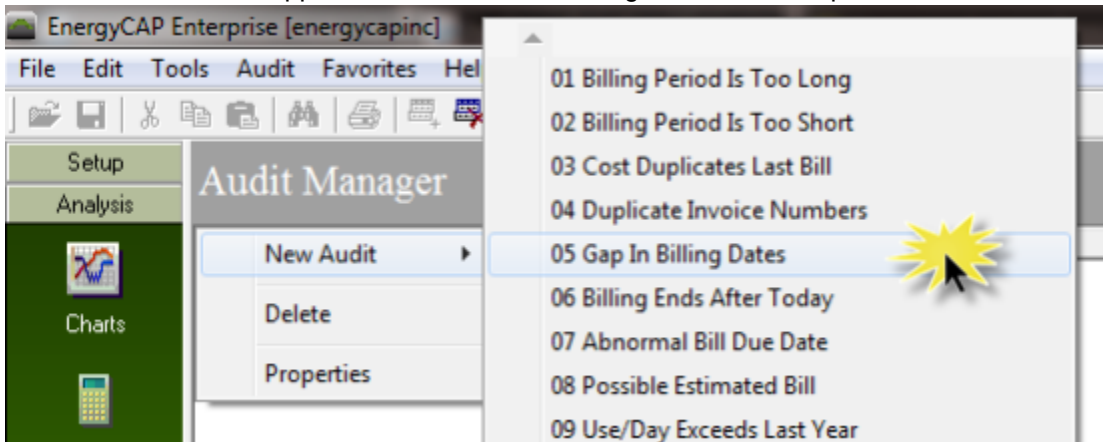 EnergyCAP Enterprise [energycapinc]
File Edit Tools Audit Favorites Hel
Setup
Analysis
Charts
Audit Manager
New Audit
Delete
Properties
01 Billing Period Is Too Long
02 Billing Period Is Too Short
03 Cost Duplicates Last Bill
04 Duplicate Invoice Numbers
05 Gap In Billing Dates
06 Billing Ends After Today
07 Abnormal Bill Due Date
08 Possible Estimated Bill
09 Use/Day Exceeds Last Year